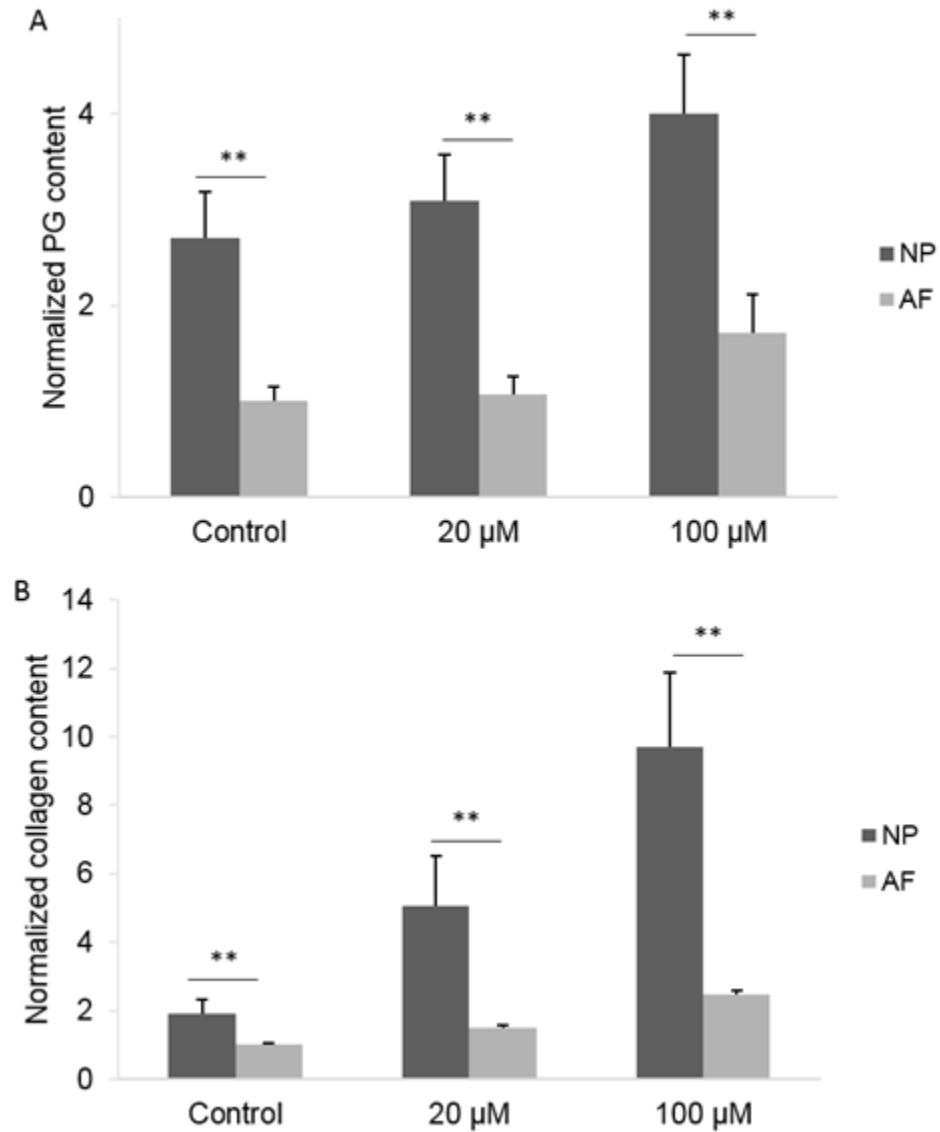 A
Normalized PG content
4
2
0
**
**
**
NP
AF
Control 20 µM 100 µM
B
Normalized collagen content
14
12
10
8
6
4
2
0
**
**
**
NP
AF
Control 20 µM 100 µM